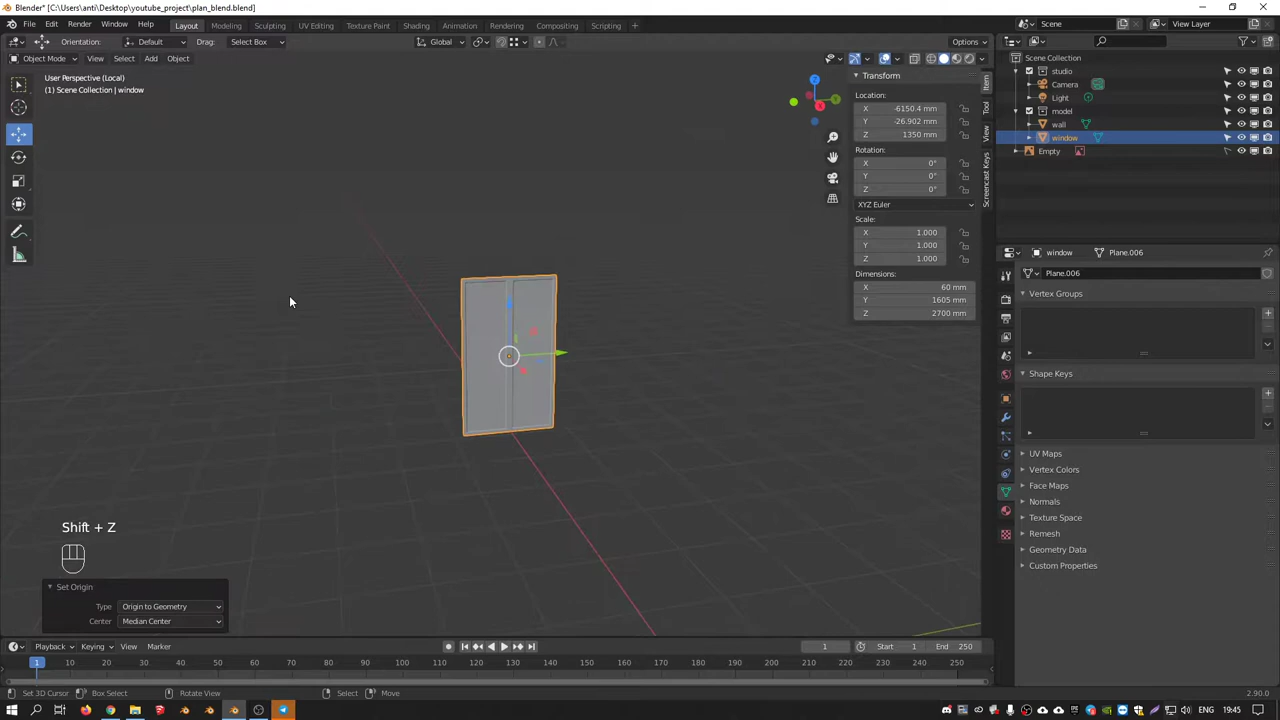 Blender* [C:\Users\anti\Desktop\youtube_project\plan_blend.blend]
File Edit Render Window Help Layout Modeling Sculpting UV Editing Texture Paint Shading Animation Rendering Compositing Scripting + Scene View Layer
Orientation: Default Drag: Select Box Global Options
Object Mode View Select Add Object
User Perspective (Local)
(1) Scene Collection | window
Transform
Location:
X -6150.4 mm
Y -26.902 mm
Z 1350 mm
Rotation:
X 0°
Y 0°
Z 0°
XYZ Euler
Scale:
X 1.000
Y 1.000
Z 1.000
Dimensions:
X 60 mm
Y 1605 mm
Z 2700 mm
Item
Tool
View
Screencast Keys
Scene Collection
studio
Camera
Light
model
wall
window
Empty
window Plane.006
Plane.006
Vertex Groups
Shape Keys
UV Maps
Vertex Colors
Face Maps
Normals
Texture Space
Remesh
Geometry Data
Custom Properties
Shift + Z
Set Origin
Type Origin to Geometry
Center Median Center
Playback Keying View Marker 1 Start 1 End 250
1 10 20 30 40 50 60 70 80 90 100 110 120 130 140 150 160 170 180 190 200 210 220 230 240 250
Set 3D Cursor Box Select Rotate View Select Move 2.90.0
ENG 19:45